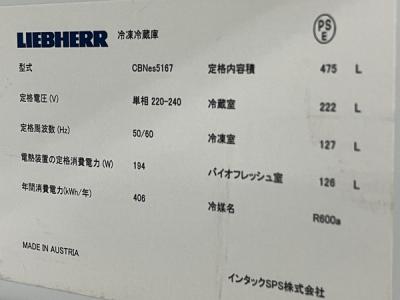 LIEBHERR 冷凍冷蔵庫 PSE
型式 CBNes5167 定格内容積 475 L
定格電圧(V) 単相 220-240 冷蔵室 222 L
定格周波数(Hz) 50/60 冷凍室 127 L
電熱装置の定格消費電力(W) 194 バイオフレッシュ室 126 L
年間消費電力(kWh/年) 406 冷媒名 R600a
MADE IN AUSTRIA インタックSPS株式会社